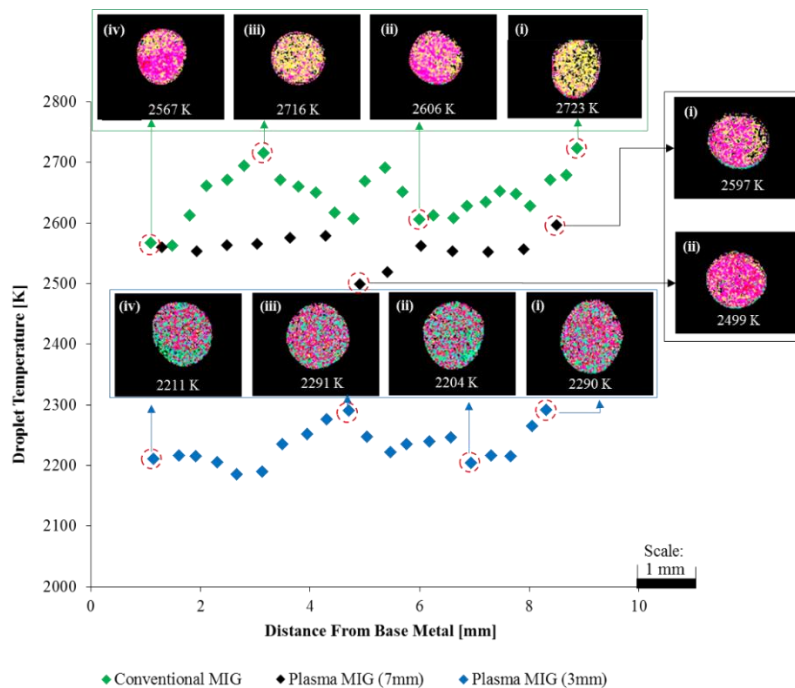 (iv)
(iii)
(ii)
(i)
2567 K
2716 K
2606 K
2723 K
(i)
2597 K
(ii)
2499 K
(iv)
(iii)
(ii)
(i)
2211 K
2291 K
2204 K
2290 K
Droplet Temperature [K]
2800
2700
2600
2500
2400
2300
2200
2100
2000
0
2
4
6
8
10
Scale:
1 mm
Distance From Base Metal [mm]
Conventional MIG
Plasma MIG (7mm)
Plasma MIG (3mm)